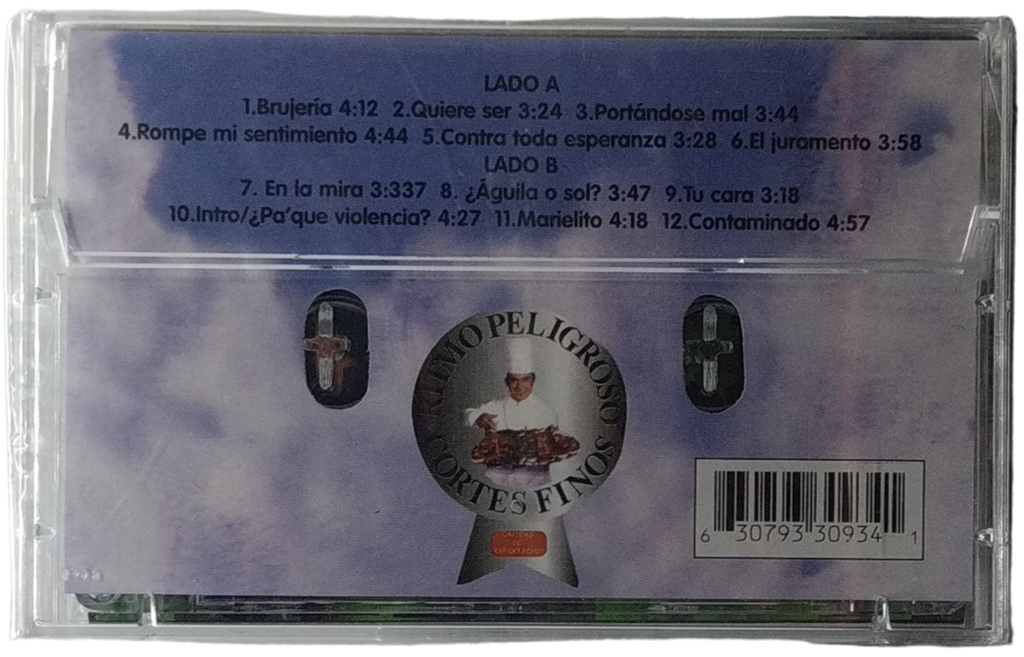 LADO A
1.Brujería 4:12 2.Quiere ser 3:24 3.Portándose mal 3:44
4.Rompe mi sentimiento 4:44 5.Contra toda esperanza 3:28 6.El juramento 3:58
LADO B
7. En la mira 3:337 8. ¿Águila o sol? 3:47 9.Tu cara 3:18
10.Intro/¿Pa'que violencia? 4:27 11.Marielito 4:18 12.Contaminado 4:57
RITMO PELIGROSO
CORTES FINOS
CALIDAD
DE
EXPORTACION
6 30793 30934 1